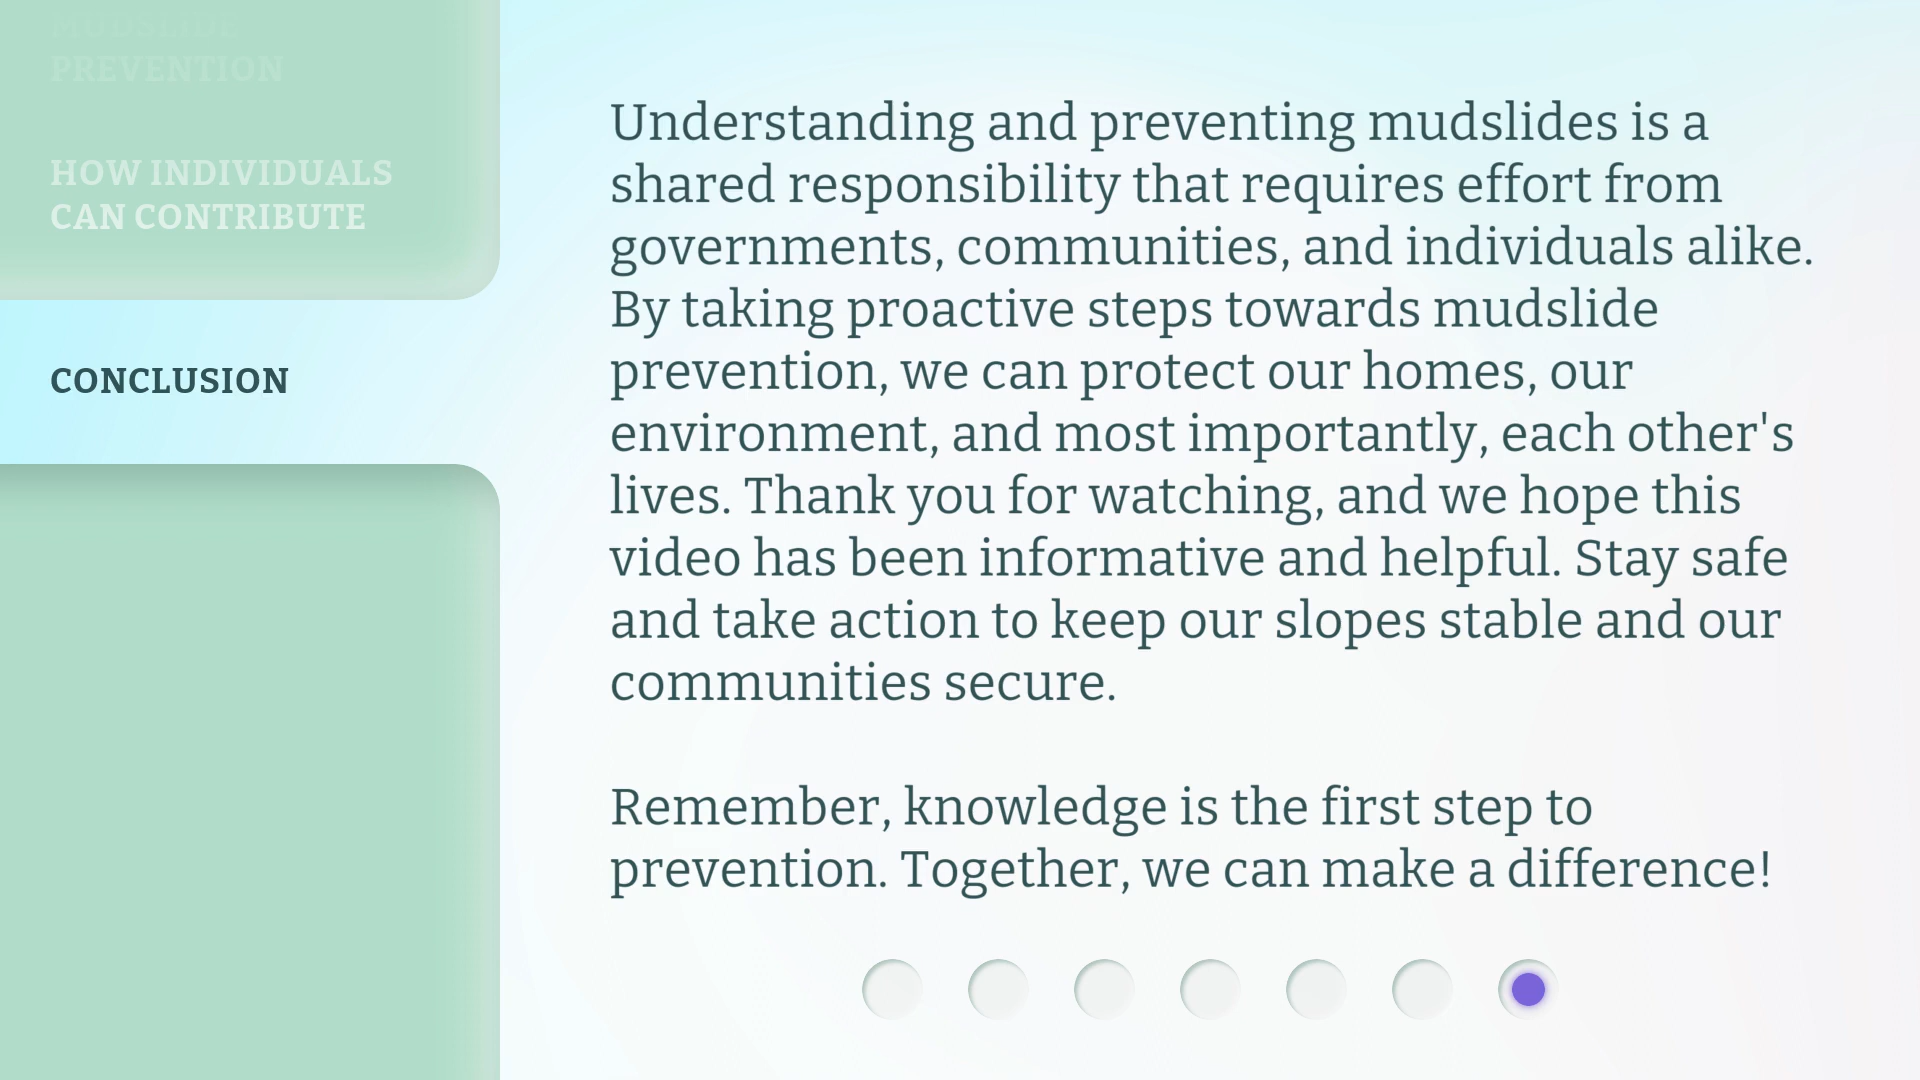 MUDSLIDE
PREVENTION
HOW INDIVIDUALS
CAN CONTRIBUTE
CONCLUSION
Understanding and preventing mudslides is a
shared responsibility that requires effort from
governments, communities, and individuals alike.
By taking proactive steps towards mudslide
prevention, we can protect our homes, our
environment, and most importantly, each other's
lives. Thank you for watching, and we hope this
video has been informative and helpful. Stay safe
and take action to keep our slopes stable and our
communities secure.
Remember, knowledge is the first step to
prevention. Together, we can make a difference!